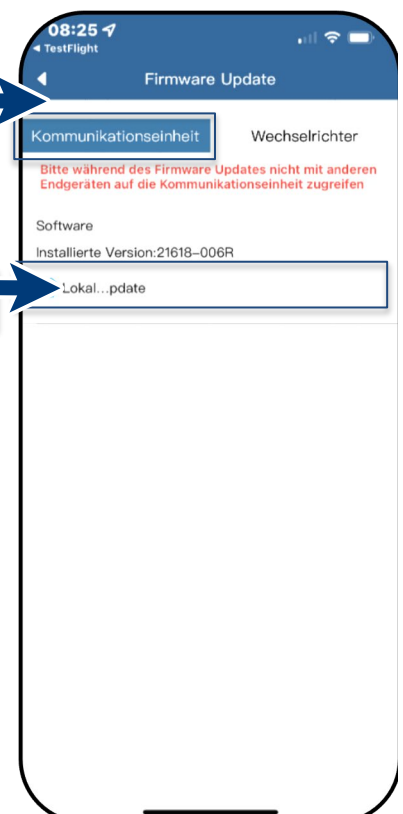 08:25
TestFlight
Firmware Update
Kommunikationseinheit
Wechselrichter
Bitte während des Firmware Updates nicht mit anderen
Endgeräten auf die Kommunikationseinheit zugreifen
Software
Installierte Version:21618-006R
Lokal...pdate